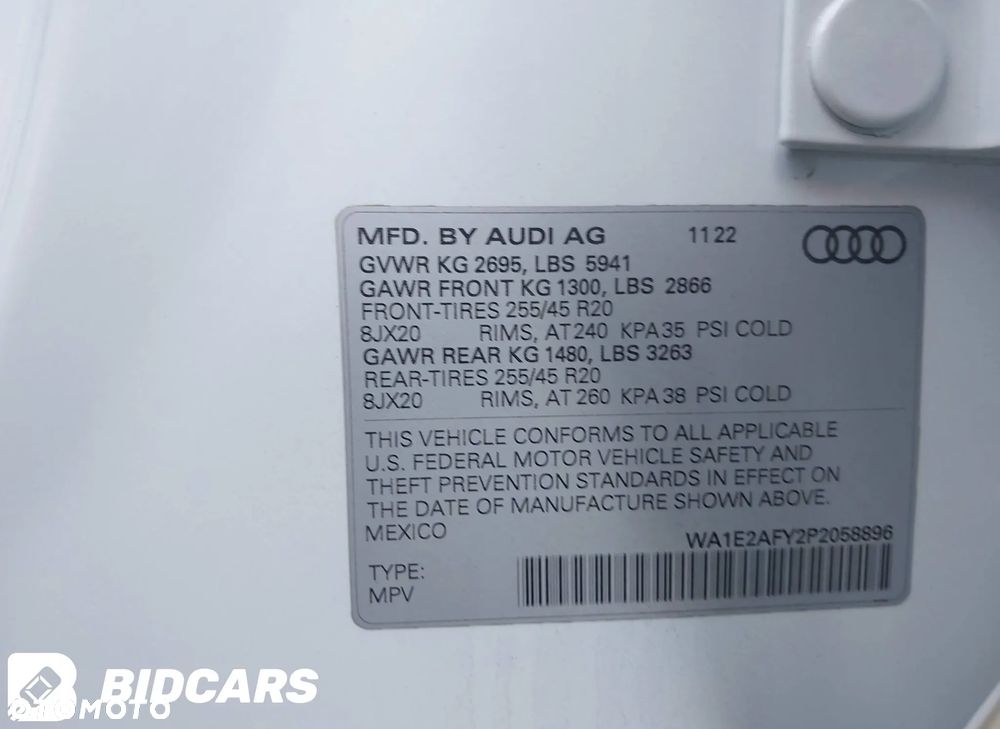 MFD. BY AUDI AG 11 22
GVWR KG 2695, LBS 5941
GAWR FRONT KG 1300, LBS 2866
FRONT-TIRES 255/45 R20
8JX20 RIMS, AT 240 KPA 35 PSI COLD
GAWR REAR KG 1480, LBS 3263
REAR-TIRES 255/45 R20
8JX20 RIMS, AT 260 KPA 38 PSI COLD
THIS VEHICLE CONFORMS TO ALL APPLICABLE
U.S. FEDERAL MOTOR VEHICLE SAFETY AND
THEFT PREVENTION STANDARDS IN EFFECT ON
THE DATE OF MANUFACTURE SHOWN ABOVE.
MEXICO
WA1E2AFY2P2058896
TYPE:
MPV
BIDCARS
OTOMOTO